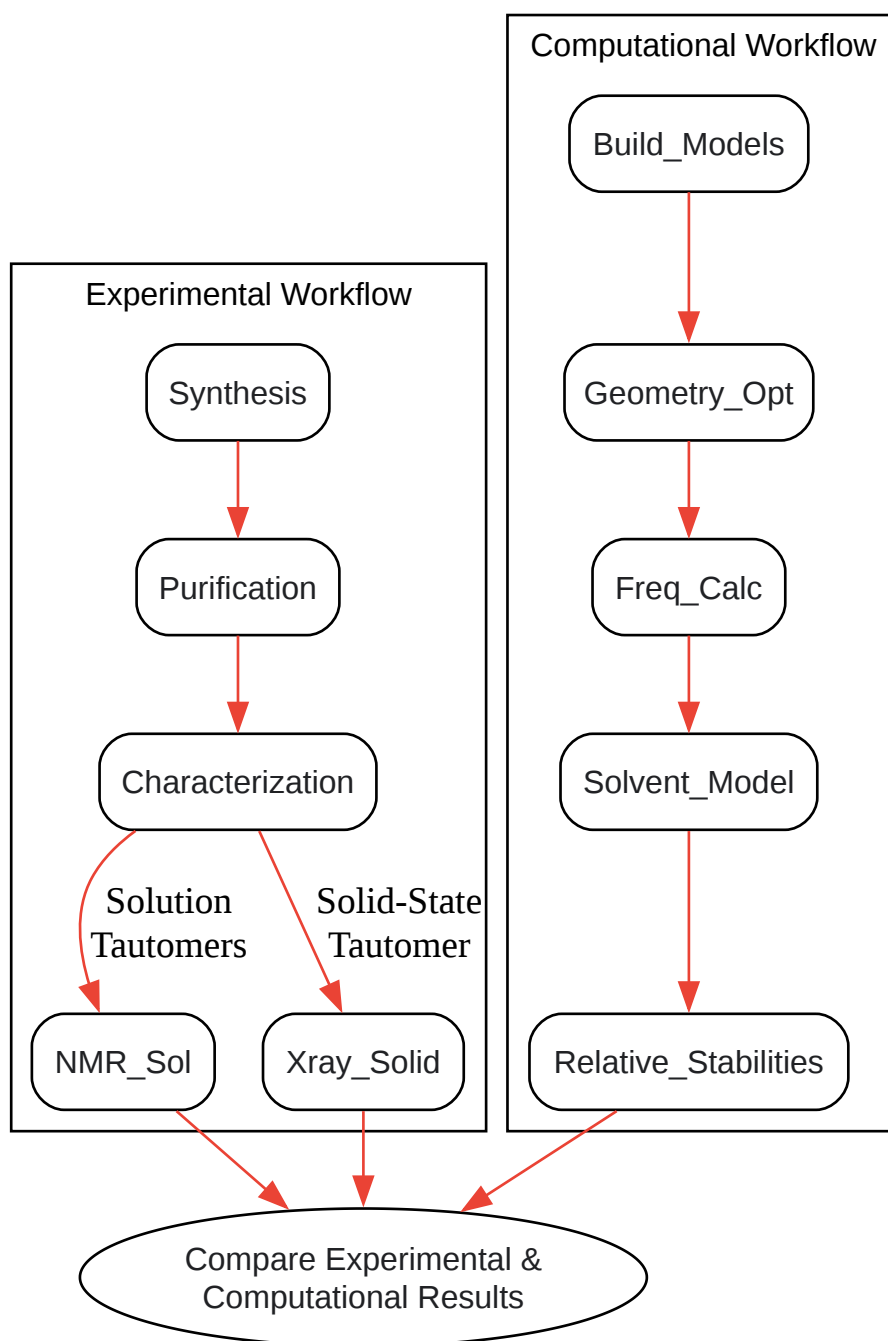 Computational Workflow
Build_Models
Experimental Workflow
Synthesis
Geometry_Opt
Purification
Freq_Calc
Characterization
Solvent_Model
Solution
Tautomers
Solid-State
Tautomer
NMR_Sol
Xray_Solid
Relative_Stabilities
Compare Experimental &
Computational Results